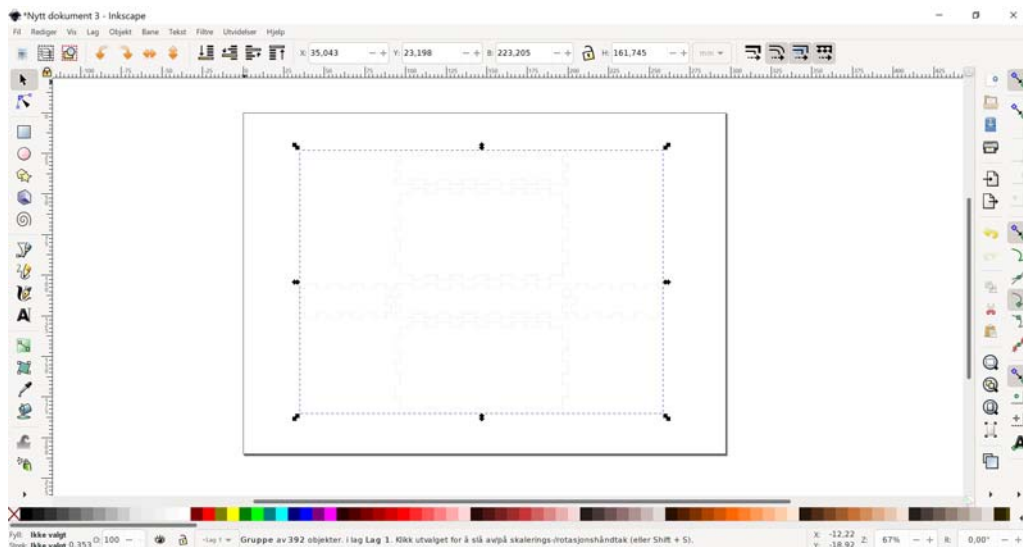 *Nytt dokument 3 - Inkscape
Fil Rediger Vis Lag Objekt Bane Tekst Filtre Utvidelser Hjelp
X: 35,043 - + Y: 23,198 - + B: 223,205 - + H: 161,745 - + mm
Fyll: Ikke valgt O: 100 - Lag 1 Gruppe av 392 objekter. i lag Lag 1. Klikk utvalget for å slå av/på skalerings-/rotasjonshåndtak (eller Shift + S). X: -12,22 Z: 67% - + R: 0,00° - +
Strek: Ikke valgt 0,353 Y: -18,92